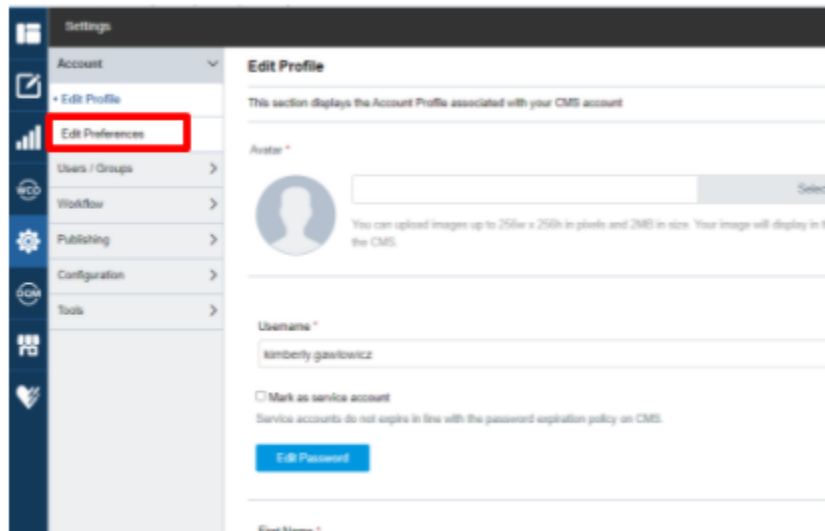 Settings
Account
• Edit Profile
Edit Preferences
Users / Groups
Workflow
Publishing
Configuration
Tools
WCO
DGM
Edit Profile
This section displays the Account Profile associated with your CMS account
Avatar *
Select
You can upload images up to 256w x 256h in pixels and 2MB in size. Your image will display in
the CMS.
Username *
kimberly.gawlowicz
Mark as service account
Service accounts do not expire in line with the password expiration policy on CMS.
Edit Password
First Name *